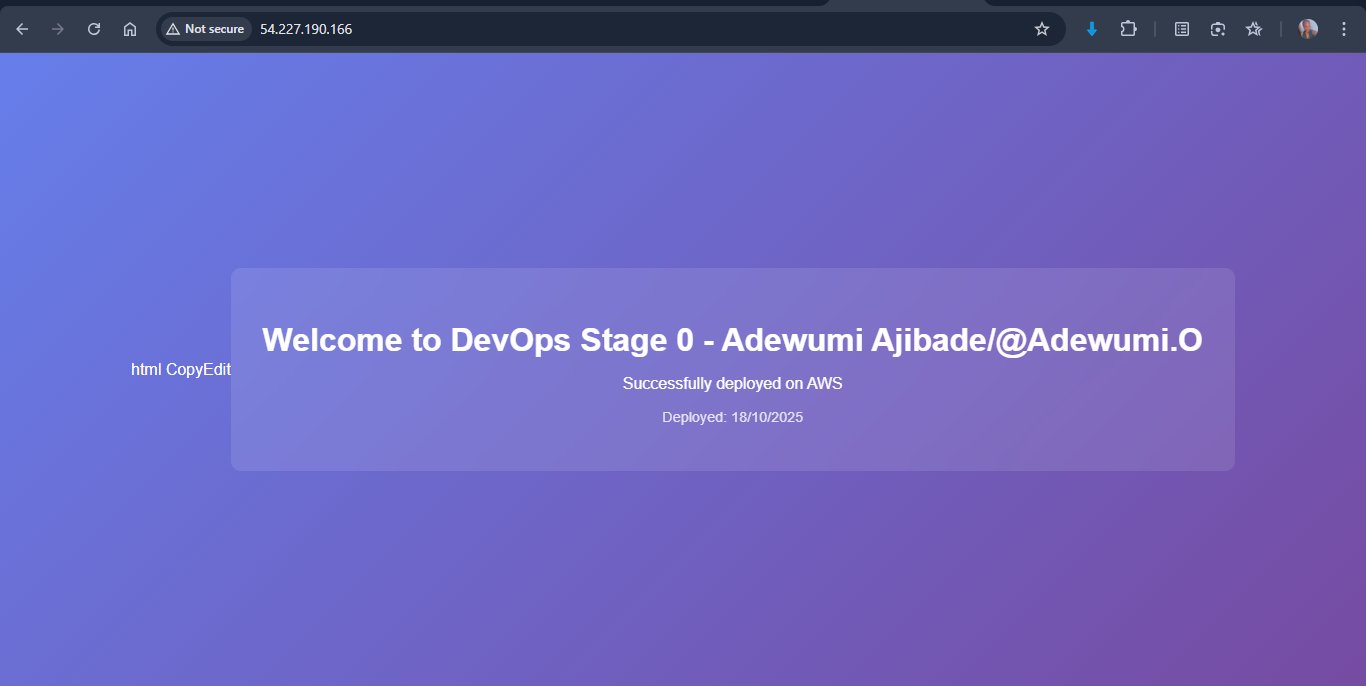 Not secure 54.227.190.166
Welcome to DevOps Stage 0 - Adewumi Ajibade/@Adewumi.O
html CopyEdit
Successfully deployed on AWS
Deployed: 18/10/2025